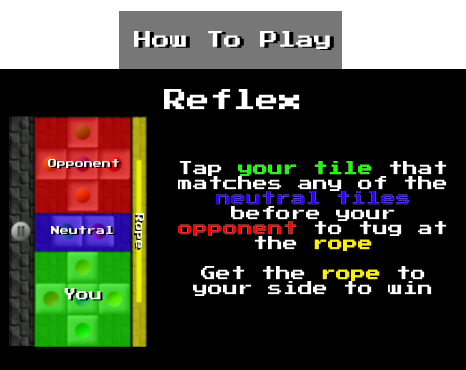 How To Play
Reflex
Opponent
Neutral
You
Rope
Tap your tile that
matches any of the
neutral tiles
before your
opponent to tug at
the rope
Get the rope to
your side to win